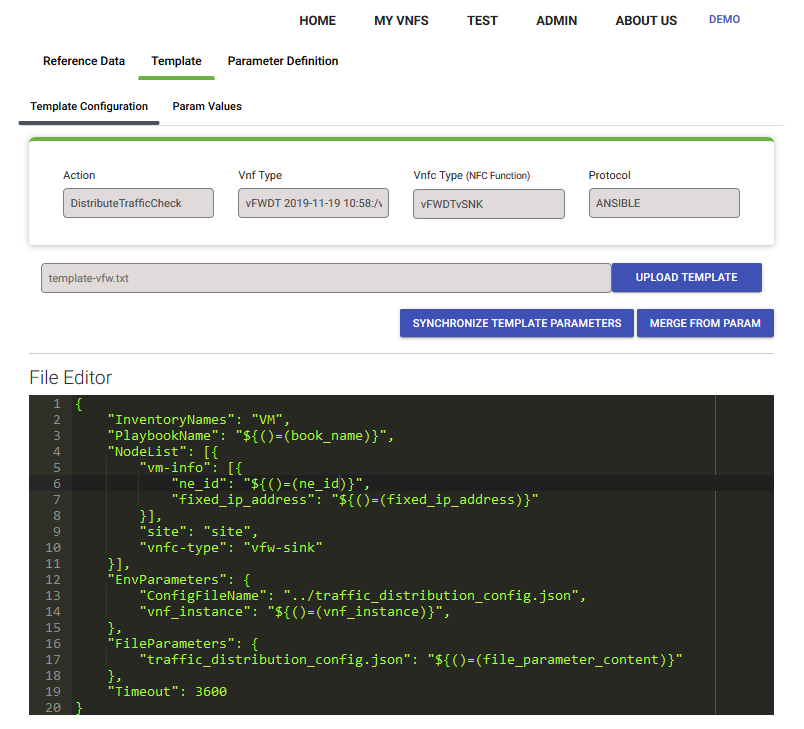 HOME MY VNFS TEST ADMIN ABOUT US DEMO
Reference Data Template Parameter Definition
Template Configuration Param Values
Action Vnf Type Vnfc Type (NFC Function) Protocol
DistributeTrafficCheck vFWDT 2019-11-19 10:58:/v vFWDTvSNK ANSIBLE
template-vfw.txt UPLOAD TEMPLATE
SYNCHRONIZE TEMPLATE PARAMETERS MERGE FROM PARAM
File Editor
1 {
2 "InventoryNames": "VM",
3 "PlaybookName": "${()=(book_name)}",
4 "NodeList": [{
5 "vm-info": [{
6 "ne_id": "${()=(ne_id)}",
7 "fixed_ip_address": "${()=(fixed_ip_address)}"
8 }],
9 "site": "site",
10 "vnfc-type": "vfw-sink"
11 }],
12 "EnvParameters": {
13 "ConfigFileName": "../traffic_distribution_config.json",
14 "vnf_instance": "${()=(vnf_instance)}",
15 },
16 "FileParameters": {
17 "traffic_distribution_config.json": "${()=(file_parameter_content)}"
18 },
19 "Timeout": 3600
20 }